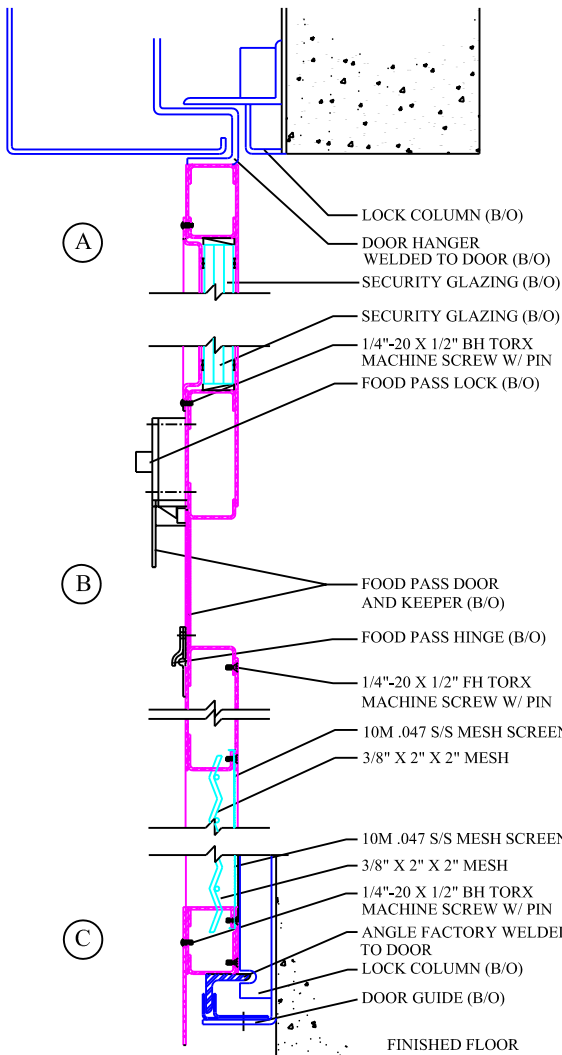 A
LOCK COLUMN (B/O)
DOOR HANGER
WELDED TO DOOR (B/O)
SECURITY GLAZING (B/O)
SECURITY GLAZING (B/O)
1/4"-20 X 1/2" BH TORX
MACHINE SCREW W/ PIN
FOOD PASS LOCK (B/O)
B
FOOD PASS DOOR
AND KEEPER (B/O)
FOOD PASS HINGE (B/O)
1/4"-20 X 1/2" FH TORX
MACHINE SCREW W/ PIN
10M .047 S/S MESH SCREEN
3/8" X 2" X 2" MESH
10M .047 S/S MESH SCREEN
3/8" X 2" X 2" MESH
1/4"-20 X 1/2" BH TORX
MACHINE SCREW W/ PIN
C
ANGLE FACTORY WELDED
TO DOOR
LOCK COLUMN (B/O)
DOOR GUIDE (B/O)
FINISHED FLOOR